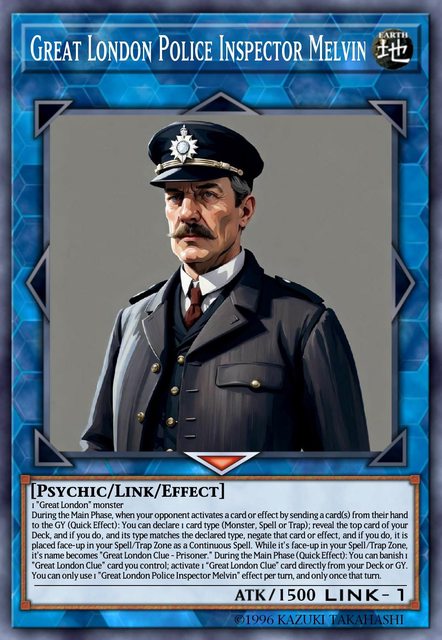 GREAT LONDON POLICE INSPECTOR MELVIN
EARTH
地
[PSYCHIC/LINK/EFFECT]
1 "Great London" monster
During the Main Phase, when your opponent activates a card or effect by sending a card(s) from their hand
to the GY (Quick Effect): You can declare 1 card type (Monster, Spell or Trap); reveal the top card of your
Deck, and if you do, and its type matches the declared type, negate that card or effect, and if you do, it is
placed face-up in your Spell/Trap Zone as a Continuous Spell. While it's face-up in your Spell/Trap Zone,
it's name becomes "Great London Clue - Prisoner." During the Main Phase (Quick Effect): You can banish 1
"Great London Clue" card you control; activate 1 "Great London Clue" card directly from your Deck or GY.
You can only use 1 "Great London Police Inspector Melvin" effect per turn, and only once that turn.
ATK/1500 LINK-1
©1996 KAZUKI TAKAHASHI